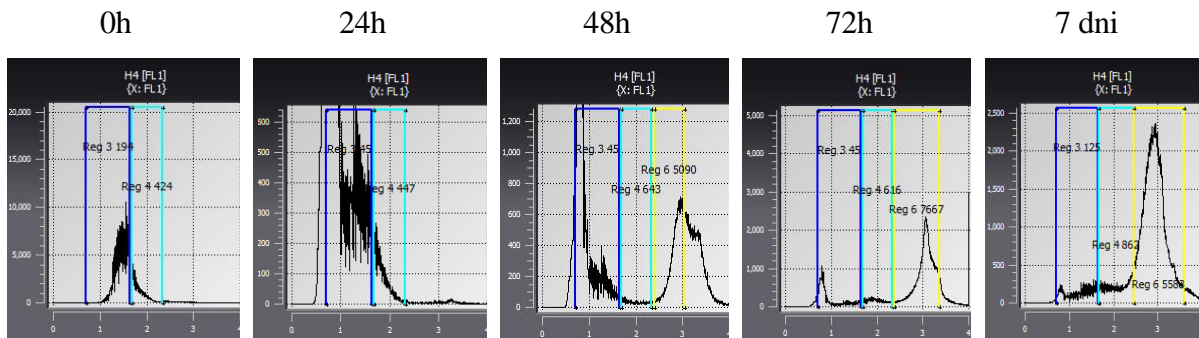 0h 24h 48h 72h 7 dni
H4 [FL1]
{X: FL1}
20,000
15,000
10,000
5,000
0
Reg 3 194
Reg 4 424
0 1 2 3 4
H4 [FL1]
{X: FL1}
600
500
400
300
200
100
0
Reg 3 45
Reg 4 447
0 1 2 3 4
H4 [FL1]
{X: FL1}
1,200
1,000
800
600
400
200
0
Reg 3 45
Reg 4 643
Reg 6 5090
0 1 2 3
H4 [FL1]
{X: FL1}
5,000
4,000
3,000
2,000
1,000
0
Reg 3 45
Reg 4 616
Reg 6 7667
0 1 2 3 4
H4 [FL1]
{X: FL1}
2,500
2,000
1,500
1,000
500
0
Reg 3 125
Reg 4 862
Reg 6 5588
0 1 2 3